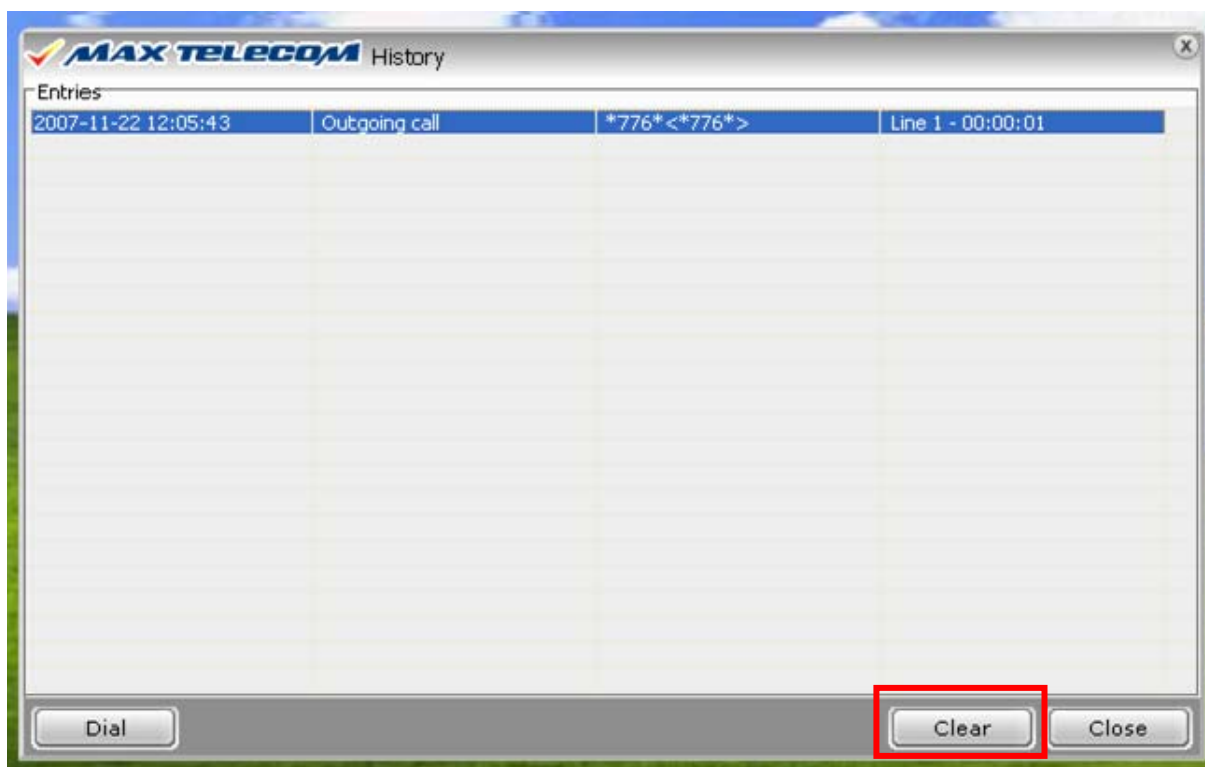 MAX TELECOM History
x
Entries
2007-11-22 12:05:43 Outgoing call *776*<*776*> Line 1 - 00:00:01
Dial Clear Close